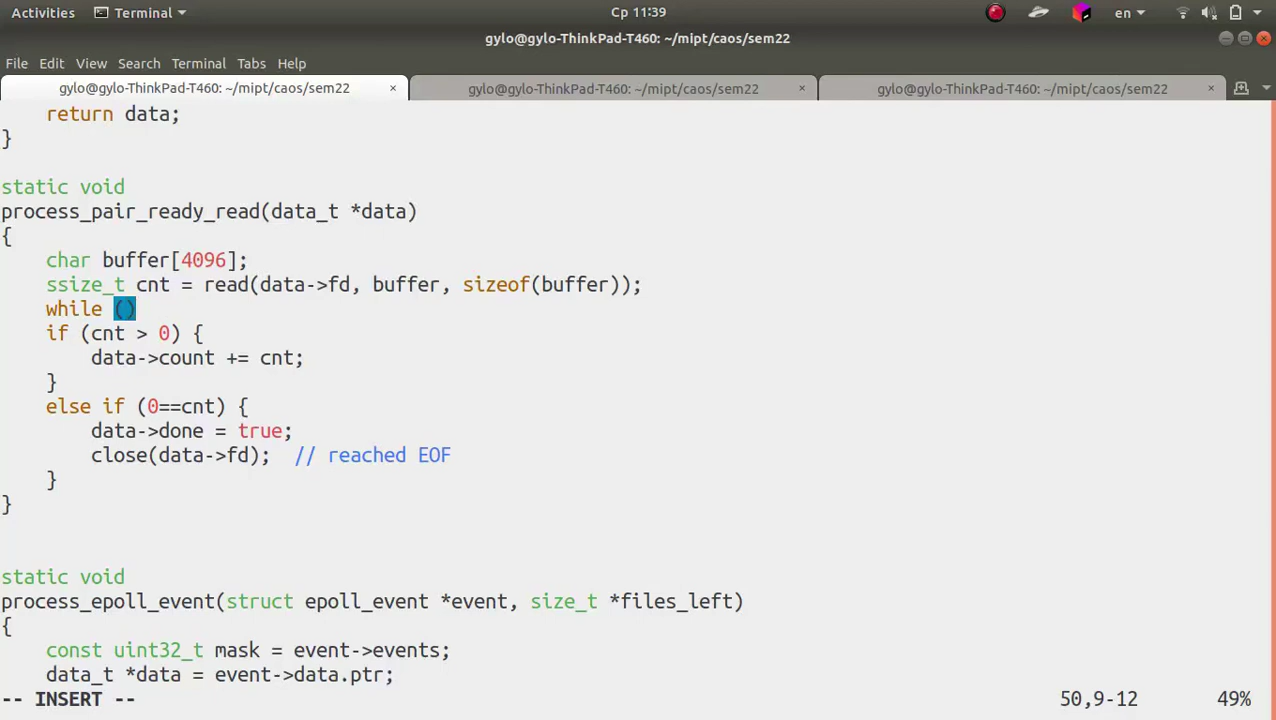 Activities Terminal Ср 11:39 en
gylo@gylo-ThinkPad-T460: ~/mipt/caos/sem22
File Edit View Search Terminal Tabs Help
gylo@gylo-ThinkPad-T460: ~/mipt/caos/sem22 × gylo@gylo-ThinkPad-T460: ~/mipt/caos/sem22 × gylo@gylo-ThinkPad-T460: ~/mipt/caos/sem22 ×
    return data;
}

static void
process_pair_ready_read(data_t *data)
{
    char buffer[4096];
    ssize_t cnt = read(data->fd, buffer, sizeof(buffer));
    while ()
    if (cnt > 0) {
        data->count += cnt;
    }
    else if (0==cnt) {
        data->done = true;
        close(data->fd);  // reached EOF
    }
}


static void
process_epoll_event(struct epoll_event *event, size_t *files_left)
{
    const uint32_t mask = event->events;
    data_t *data = event->data.ptr;
-- INSERT -- 50,9-12 49%